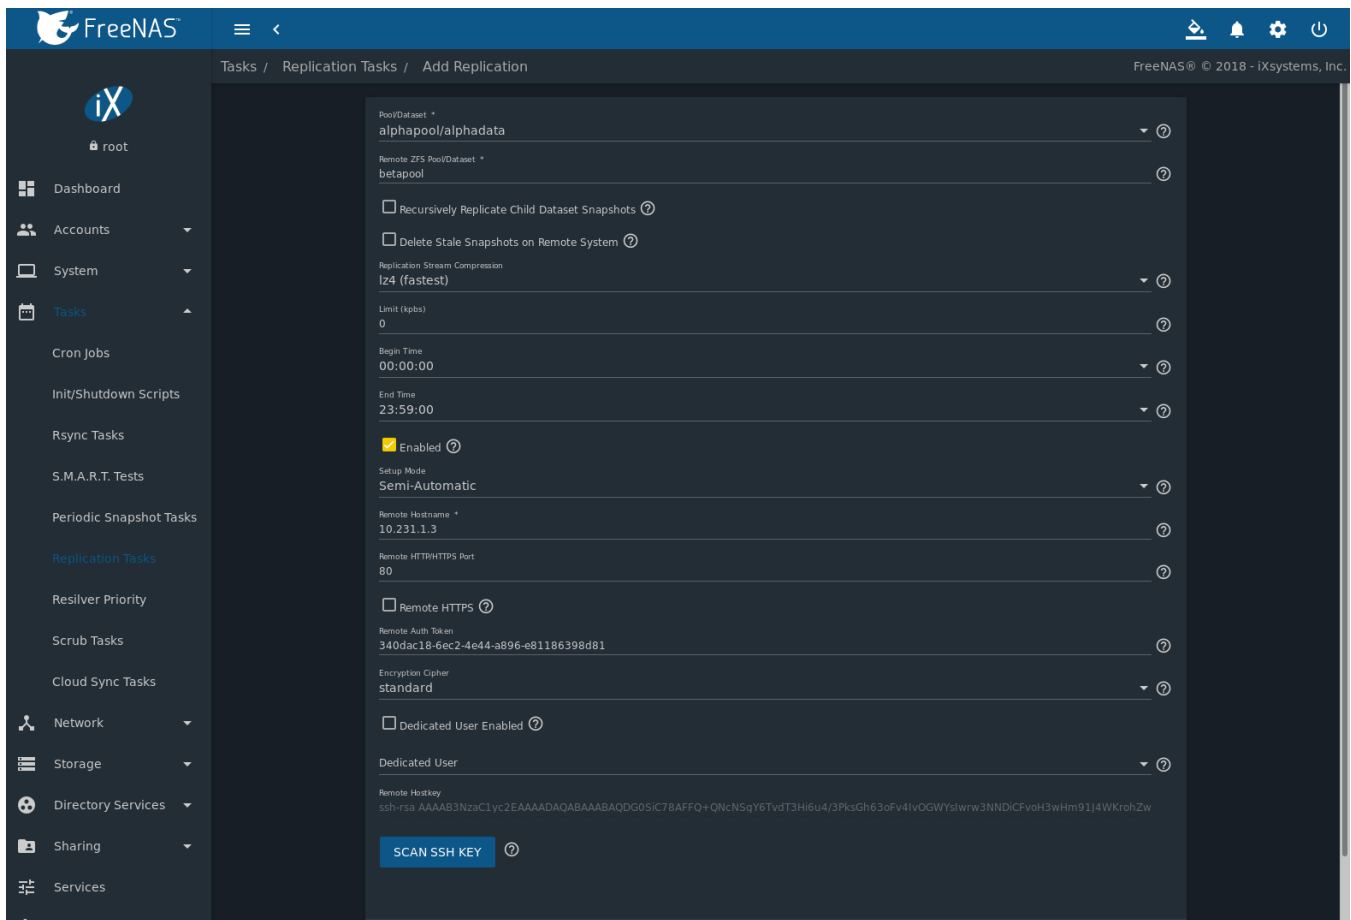 FreeNAS™
Tasks / Replication Tasks / Add Replication
FreeNAS® © 2018 - iXsystems, Inc.
iX
root
Dashboard
Accounts
System
Tasks
Cron Jobs
Init/Shutdown Scripts
Rsync Tasks
S.M.A.R.T. Tests
Periodic Snapshot Tasks
Replication Tasks
Resilver Priority
Scrub Tasks
Cloud Sync Tasks
Network
Storage
Directory Services
Sharing
Services
Pool/Dataset *
alphapool/alphadata
Remote ZFS Pool/Dataset *
betapool
Recursively Replicate Child Dataset Snapshots
Delete Stale Snapshots on Remote System
Replication Stream Compression
lz4 (fastest)
Limit (kpbs)
0
Begin Time
00:00:00
End Time
23:59:00
Enabled
Setup Mode
Semi-Automatic
Remote Hostname *
10.231.1.3
Remote HTTP/HTTPS Port
80
Remote HTTPS
Remote Auth Token
340dac18-6ec2-4e44-a896-e81186398d81
Encryption Cipher
standard
Dedicated User Enabled
Dedicated User
Remote Hostkey
ssh-rsa
SCAN SSH KEY